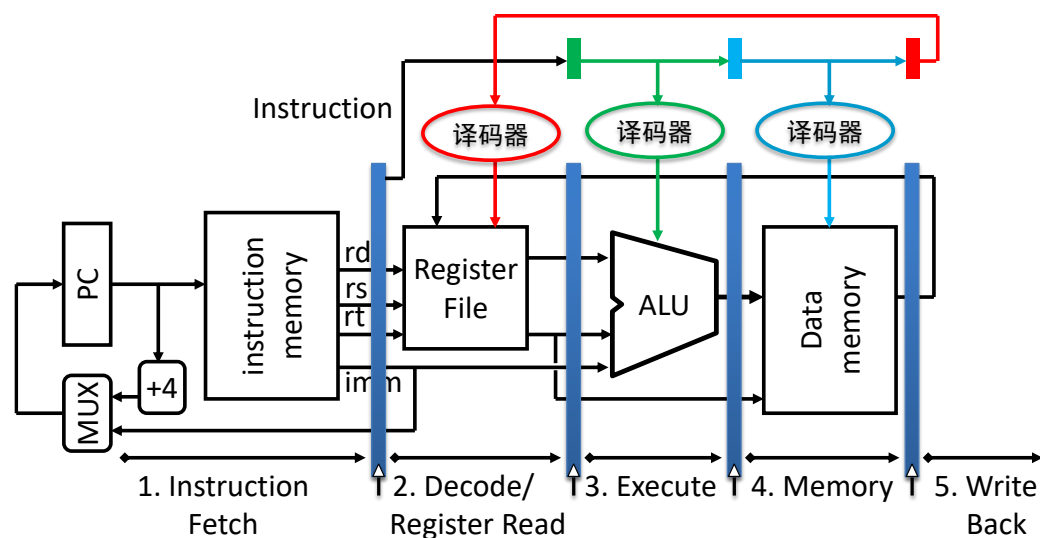 Instruction
译码器
译码器
译码器
PC
instruction
memory
rd
rs
rt
imm
Register
File
ALU
Data
memory
+4
MUX
1. Instruction
Fetch
2. Decode/
Register Read
3. Execute
4. Memory
5. Write
Back